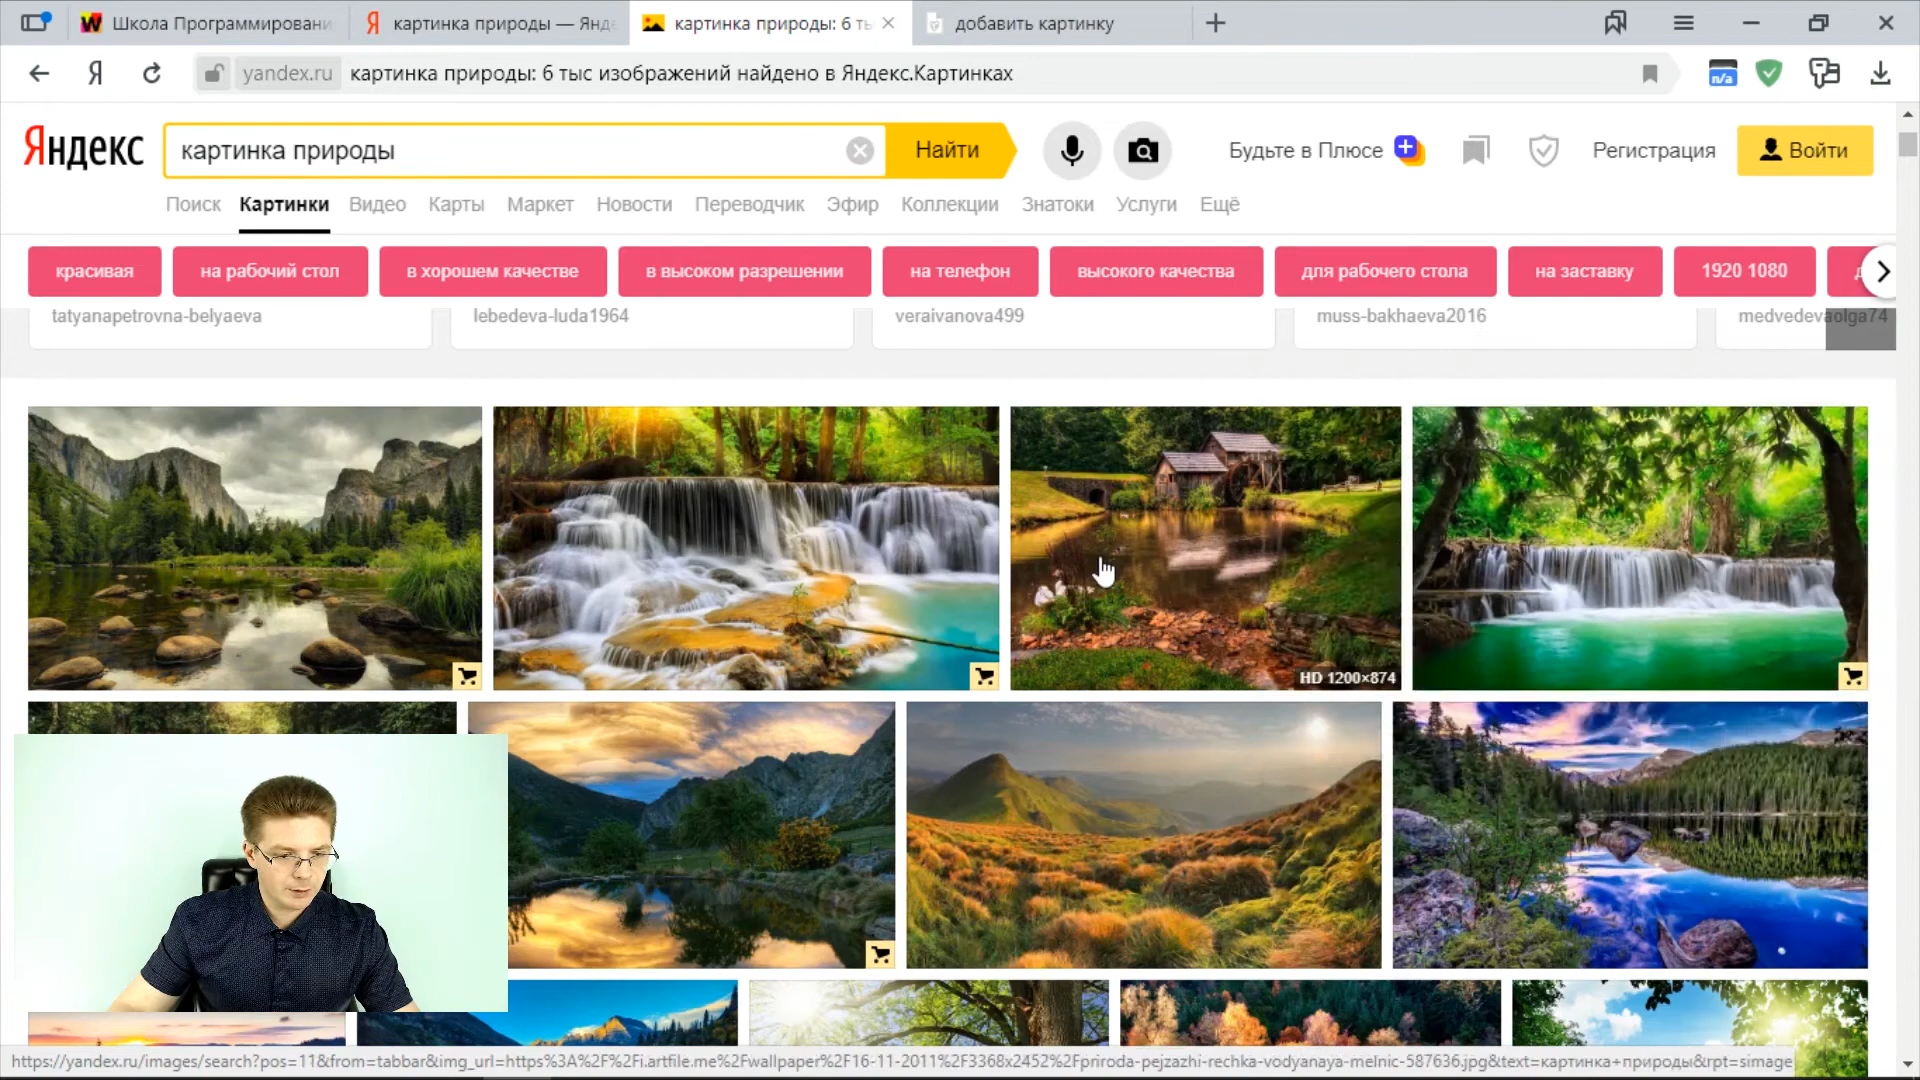 Школа Программировани
картинка природы — Янде
картинка природы: 6 ты
добавить картинку
Я
yandex.ru
картинка природы: 6 тыс изображений найдено в Яндекс.Картинках
n/a
Яндекс
картинка природы
Найти
Будьте в Плюсе
Регистрация
Войти
Поиск Картинки Видео Карты Маркет Новости Переводчик Эфир Коллекции Знатоки Услуги Ещё
красивая на рабочий стол в хорошем качестве в высоком разрешении на телефон высокого качества для рабочего стола на заставку 1920 1080
tatyanapetrovna-belyaeva lebedeva-luda1964 veraivanova499 muss-bakhaeva2016 medvedevaolga74
HD 1200×874
https://yandex.ru/images/search?pos=11&from=tabbar&img_url=https%3A%2F%2Fi.artfile.me%2Fwallpaper%2F16-11-2011%2F3368x2452%2Fpriroda-pejzazhi-rechka-vodyanaya-melnic-587636.jpg&text=картинка+природы&rpt=simage